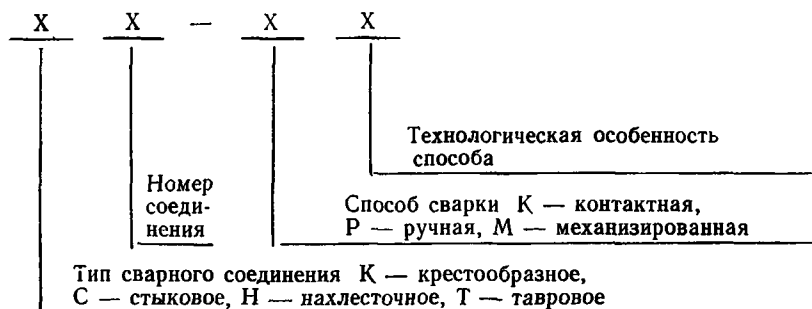 Х Х — Х Х
Технологическая особенность
способа
Номер
соеди-
нения
Способ сварки К — контактная,
Р — ручная, М — механизированная
Тип сварного соединения К — крестообразное,
С — стыковое, Н — нахлесточное, Т — тавровое